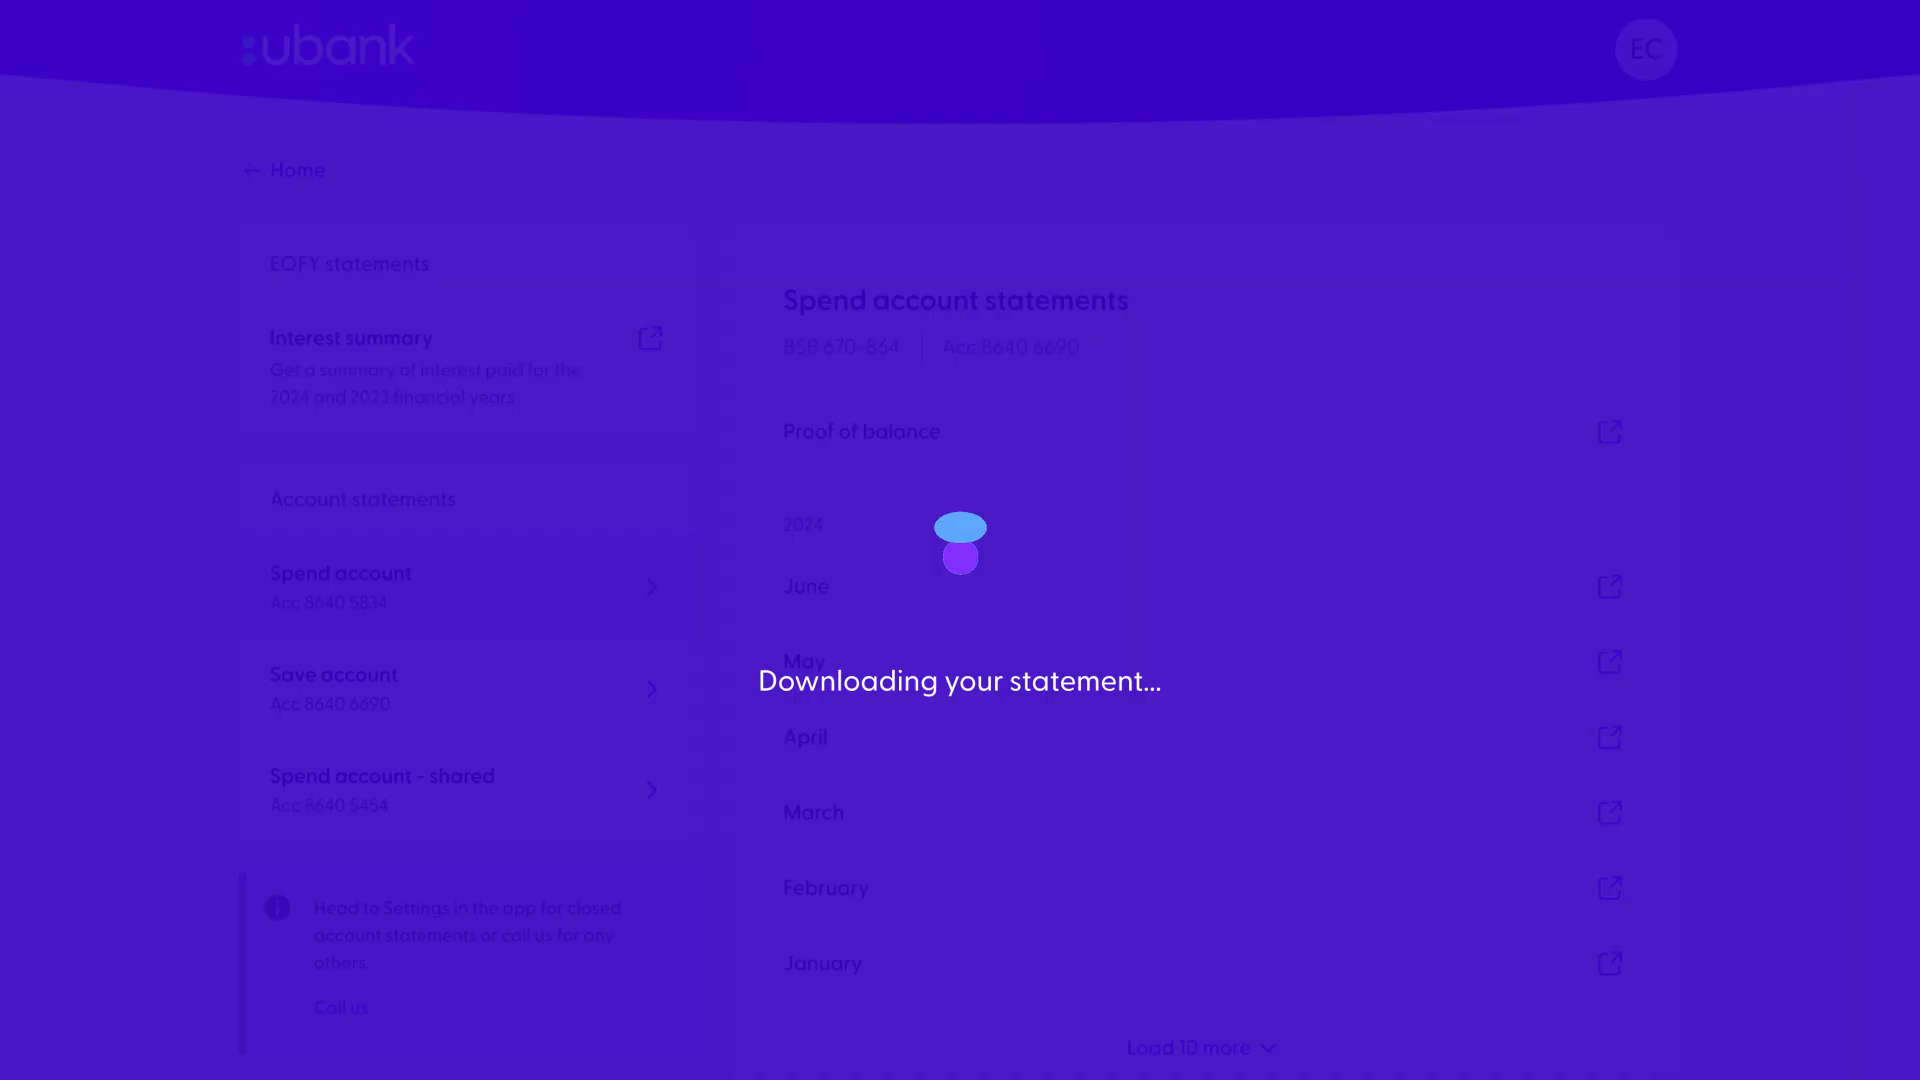 ubank
EC
Home
EOFY statements
Interest summary
Get a summary of interest paid for the
2024 and 2023 financial years
Account statements
Spend account
Acc 8640 5834
Save account
Acc 8640 6690
Spend account - shared
Acc 8640 5454
Head to Settings in the app for closed
account statements or call us for any
others.
Call us
Spend account statements
BSB 670-864
Acc 8640 6690
Proof of balance
2024
June
May
Downloading your statement...
April
March
February
January
Load 10 more